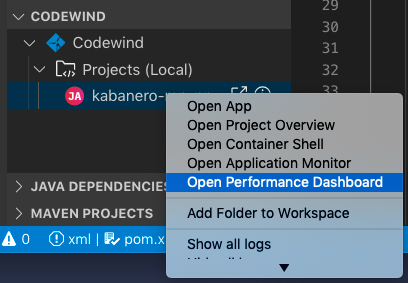 CODEWIND
Codewind
Projects (Local)
JA kabanero-
Open App
Open Project Overview
Open Container Shell
Open Application Monitor
Open Performance Dashboard
Add Folder to Workspace
Show all logs
JAVA DEPENDENCIES
MAVEN PROJECTS
0 xml | pom.x
29
30
31
32
33